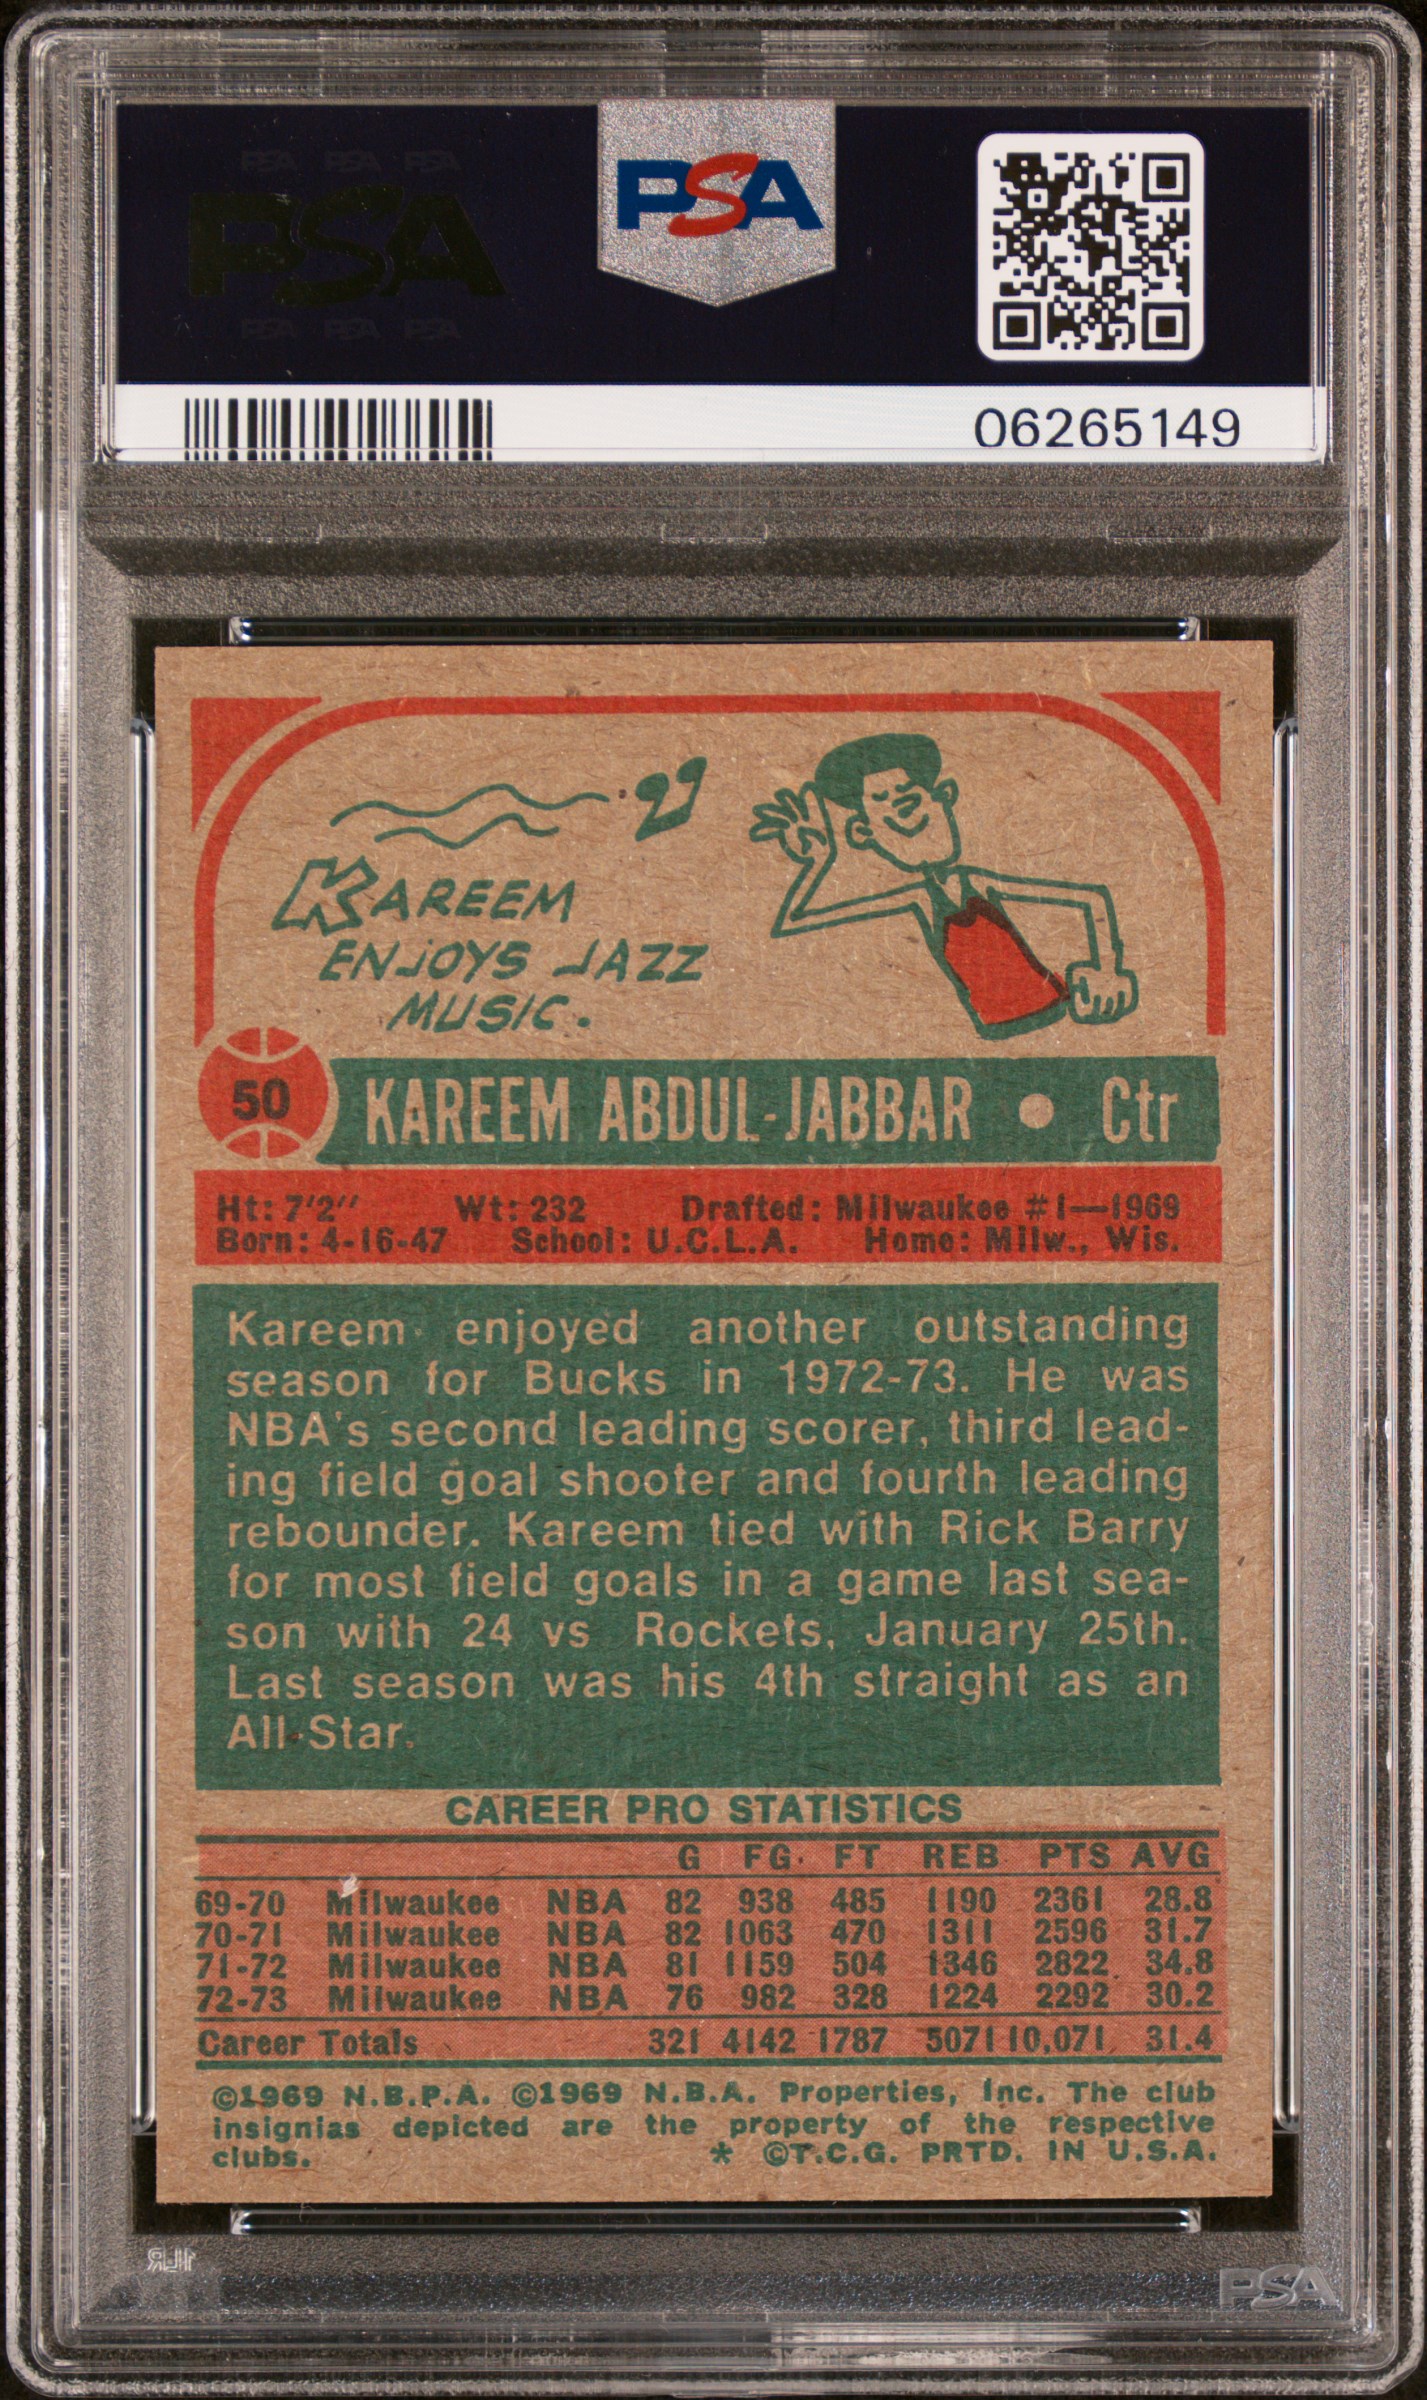 PSA PSA PSA
PSA
PSA
PSA PSA PSA
06265149
KAREEM
ENJOYS JAZZ
MUSIC.
50 KAREEM ABDUL-JABBAR • Ctr
Ht: 7'2" Wt: 232 Drafted: Milwaukee #1—1969
Born: 4-16-47 School: U.C.L.A. Home: Milw., Wis.
Kareem enjoyed another outstanding
season for Bucks in 1972-73. He was
NBA's second leading scorer, third lead-
ing field goal shooter and fourth leading
rebounder. Kareem tied with Rick Barry
for most field goals in a game last sea-
son with 24 vs Rockets, January 25th.
Last season was his 4th straight as an
All-Star.
CAREER PRO STATISTICS
G FG FT REB PTS AVG
69-70 Milwaukee NBA 82 938 485 1190 2361 28.8
70-71 Milwaukee NBA 82 1063 470 1311 2596 31.7
71-72 Milwaukee NBA 81 1159 504 1346 2822 34.8
72-73 Milwaukee NBA 76 982 328 1224 2292 30.2
Career Totals 321 4142 1787 5071 10,071 31.4
©1969 N.B.P.A. ©1969 N.B.A. Properties, Inc. The club
insignias depicted are the property of the respective
clubs. * ©T.C.G. PRTD. IN U.S.A.
PSA